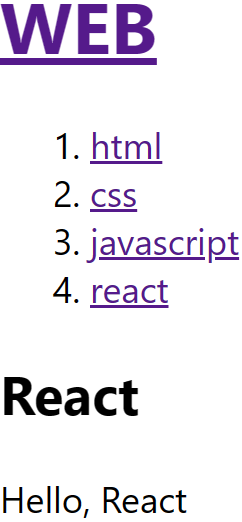 WEB
1. html
2. css
3. javascript
4. react
React
Hello, React